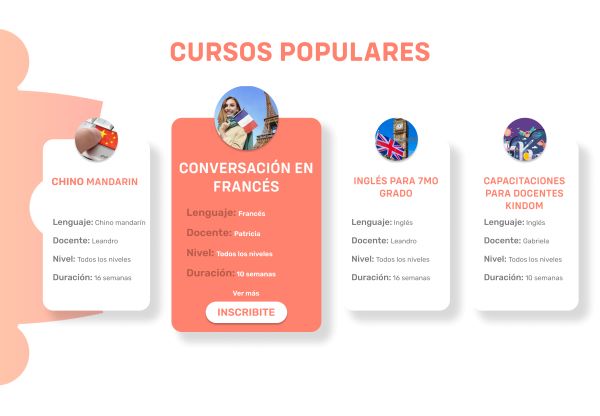 CURSOS POPULARES
CHINO MANDARIN
Lenguaje: Chino mandarín
Docente: Leandro
Nivel: Todos los niveles
Duración: 16 semanas
CONVERSACIÓN EN
FRANCÉS
Lenguaje: Francés
Docente: Patricia
Nivel: Todos los niveles
Duración: 10 semanas
Ver más
INSCRIBITE
INGLÉS PARA 7MO
GRADO
Lenguaje: Inglés
Docente: Leandro
Nivel: Todos los niveles
Duración: 16 semanas
CAPACITACIONES
PARA DOCENTES
KINDOM
Lenguaje: Inglés
Docente: Gabriela
Nivel: Todos los niveles
Duración: 10 semanas